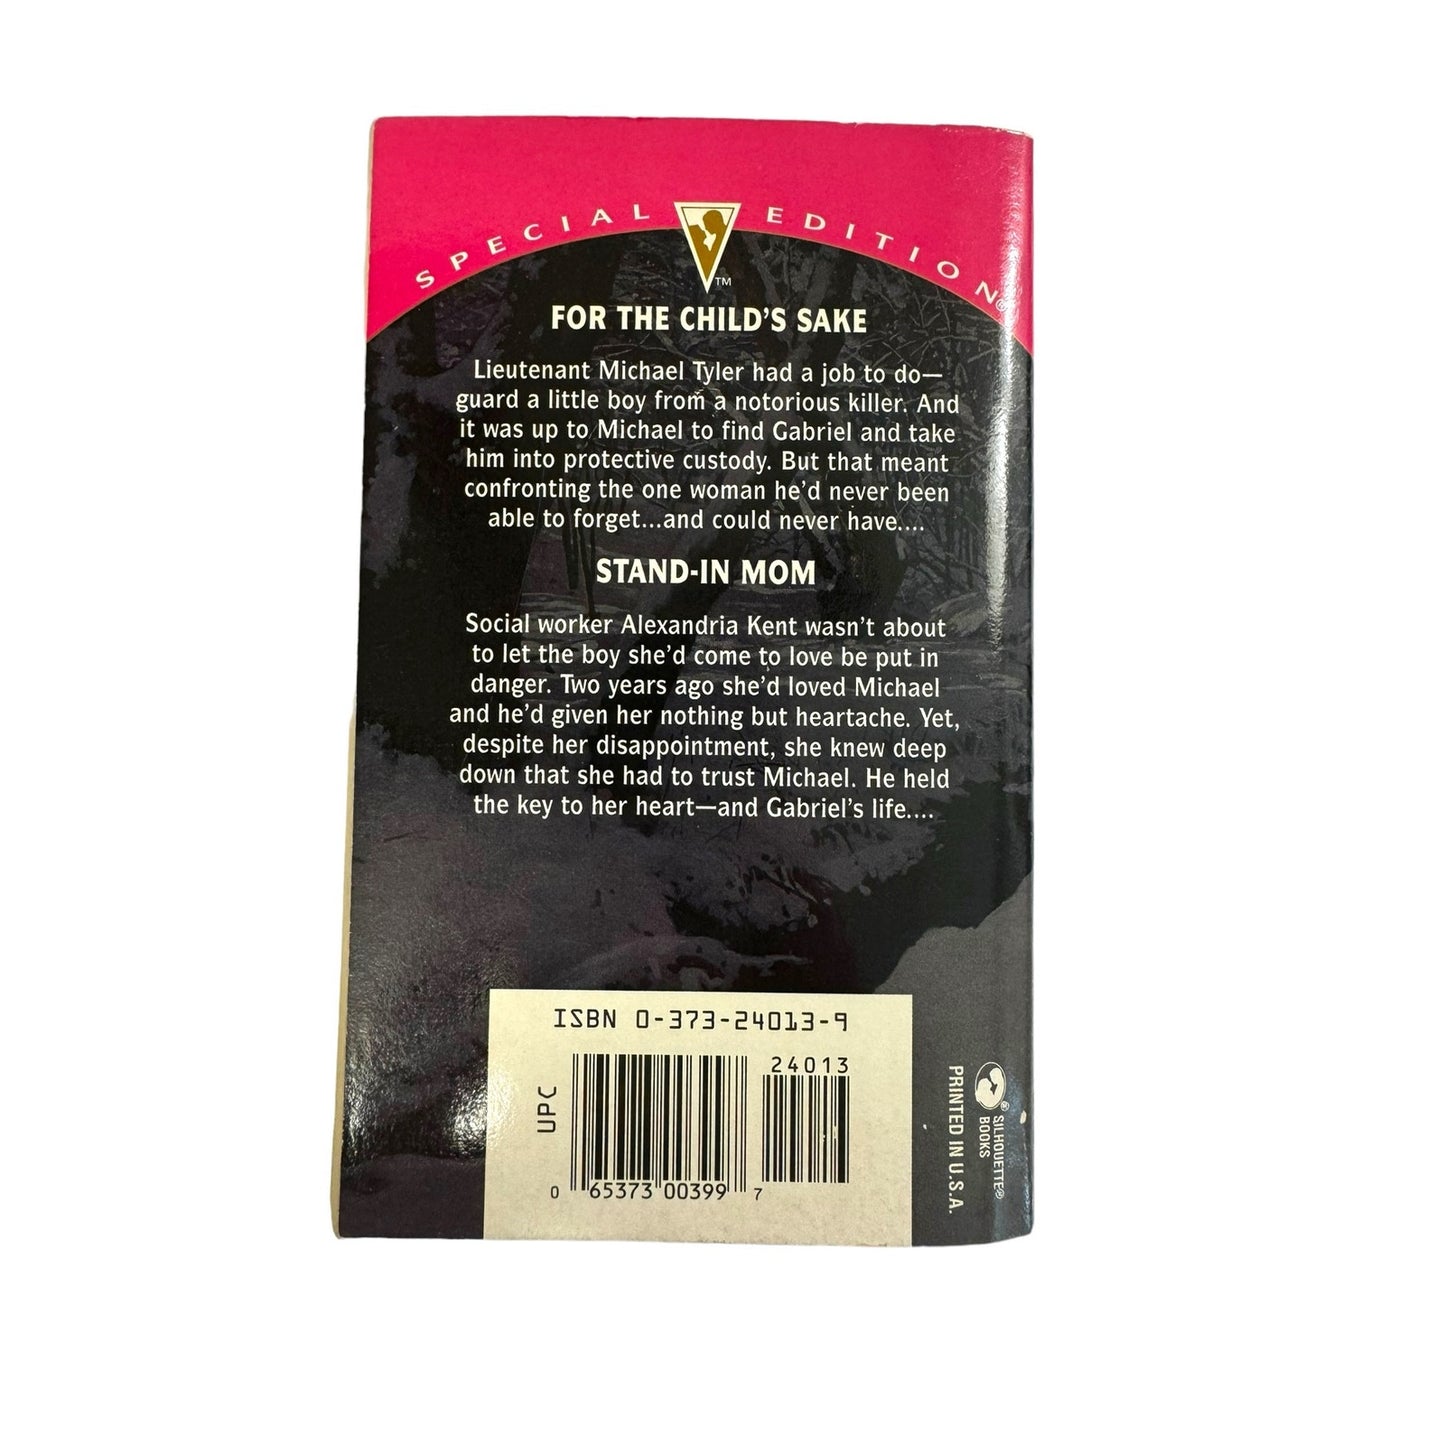 SPECIAL EDITION®
™
FOR THE CHILD'S SAKE
Lieutenant Michael Tyler had a job to do—
guard a little boy from a notorious killer. And
it was up to Michael to find Gabriel and take
him into protective custody. But that meant
confronting the one woman he'd never been
able to forget...and could never have....
STAND-IN MOM
Social worker Alexandria Kent wasn't about
to let the boy she'd come to love be put in
danger. Two years ago she'd loved Michael
and he'd given her nothing but heartache. Yet,
despite her disappointment, she knew deep
down that she had to trust Michael. He held
the key to her heart—and Gabriel's life....
ISBN 0-373-24013-9
24013
UPC
0 65373 00399 7
®
SILHOUETTE®
BOOKS
PRINTED IN U.S.A.